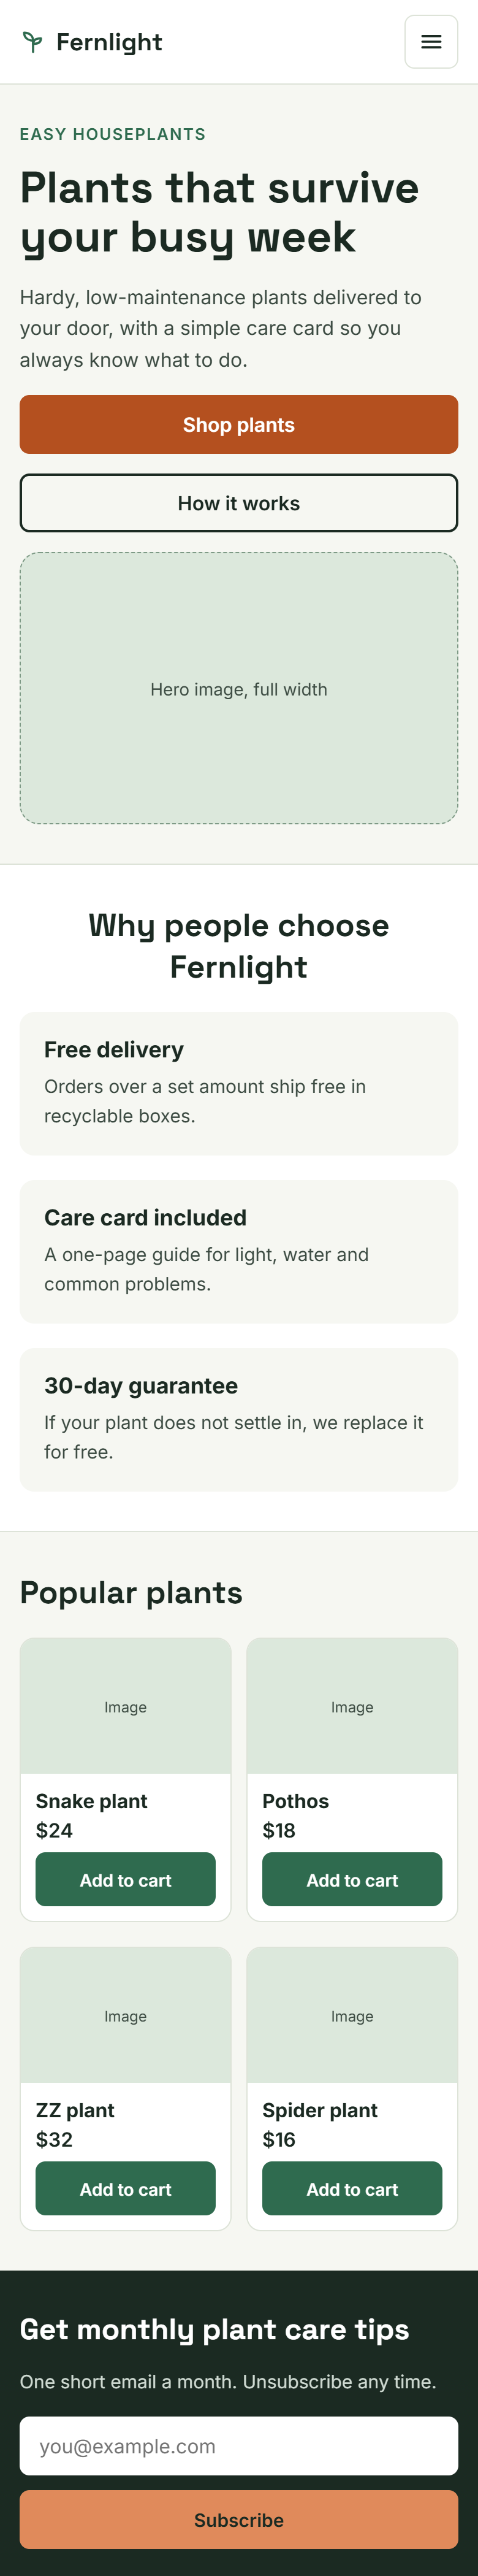 Fernlight
EASY HOUSEPLANTS
Plants that survive
your busy week
Hardy, low-maintenance plants delivered to
your door, with a simple care card so you
always know what to do.
Shop plants
How it works
Hero image, full width
Why people choose
Fernlight
Free delivery
Orders over a set amount ship free in
recyclable boxes.
Care card included
A one-page guide for light, water and
common problems.
30-day guarantee
If your plant does not settle in, we replace it
for free.
Popular plants
Image
Snake plant
$24
Add to cart
Image
Pothos
$18
Add to cart
Image
ZZ plant
$32
Add to cart
Image
Spider plant
$16
Add to cart
Get monthly plant care tips
One short email a month. Unsubscribe any time.
you@example.com
Subscribe